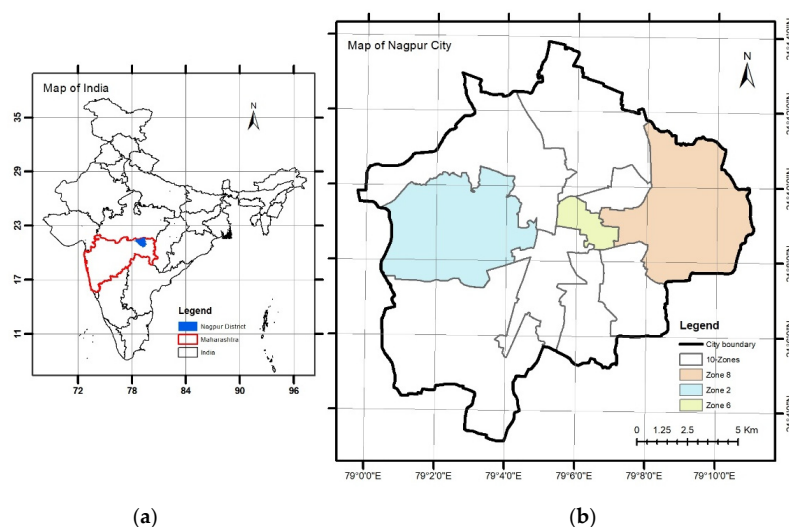 Map of India
N
35
29
23
17
11
Legend
Nagpur District
Maharashtra
India
72
78
84
90
96
(a)
Map of Nagpur City
N
Legend
City boundary
10-Zones
Zone 8
Zone 2
Zone 6
0 1.25 2.5 5 Km
79°0'0"E
79°2'0"E
79°4'0"E
79°6'0"E
79°8'0"E
79°10'0"E
(b)